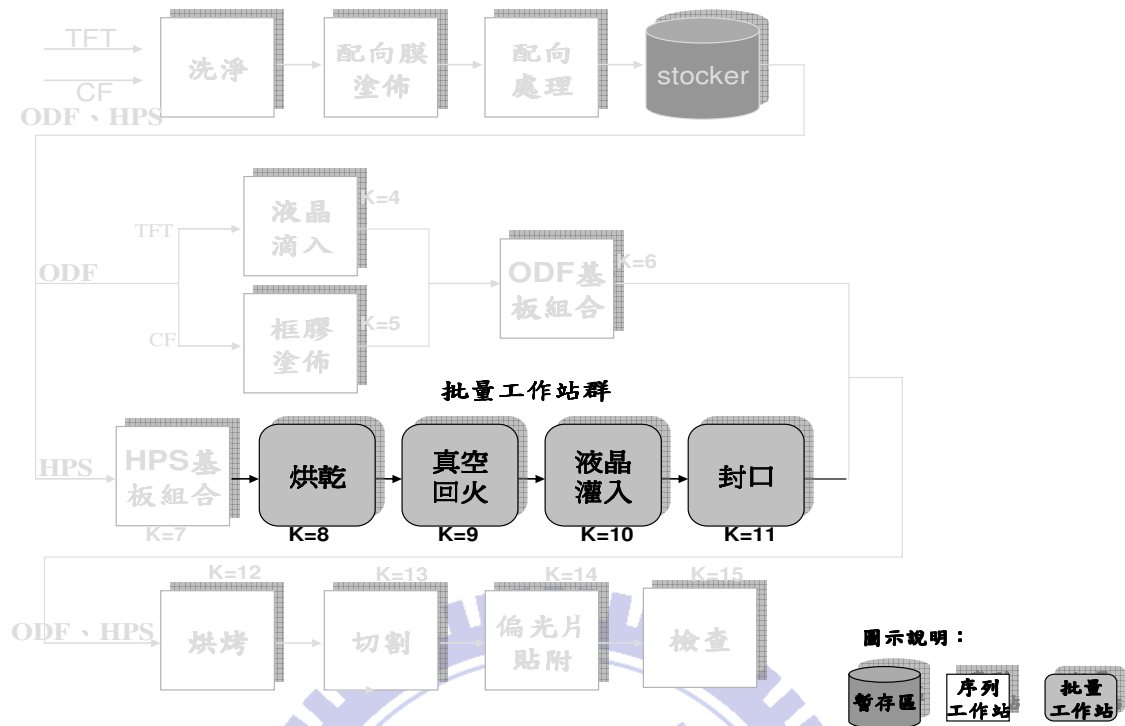 TFT
CF
ODF、HPS
洗淨
配向膜
塗佈
配向
處理
stocker
ODF
TFT
CF
液晶
滴入
K=4
框膠
塗佈
K=5
ODF基
板組合
K=6
批量工作站群
HPS
HPS基
板組合
K=7
烘乾
K=8
真空
回火
K=9
液晶
灌入
K=10
封口
K=11
ODF、HPS
K=12
烘烤
K=13
切割
K=14
偏光片
貼附
K=15
檢查
圖示說明：
暫存區
序列
工作站
批量
工作站